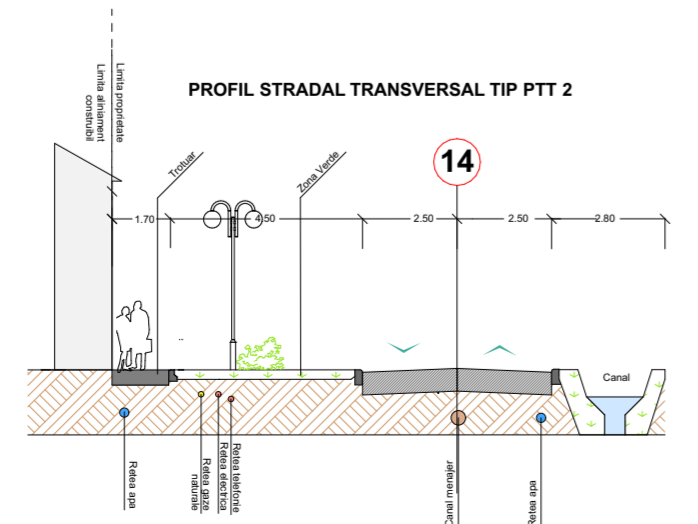 Limita proprietate
Limita aliniament
construibil
PROFIL STRADAL TRANSVERSAL TIP PTT 2
Trotuar
Zona Verde
14
1.70
4.50
2.50
2.50
2.80
Canal
Retea apa
Retea gaze
naturale
Retea electrica
Retea telefonie
Canal menajer
Retea apa